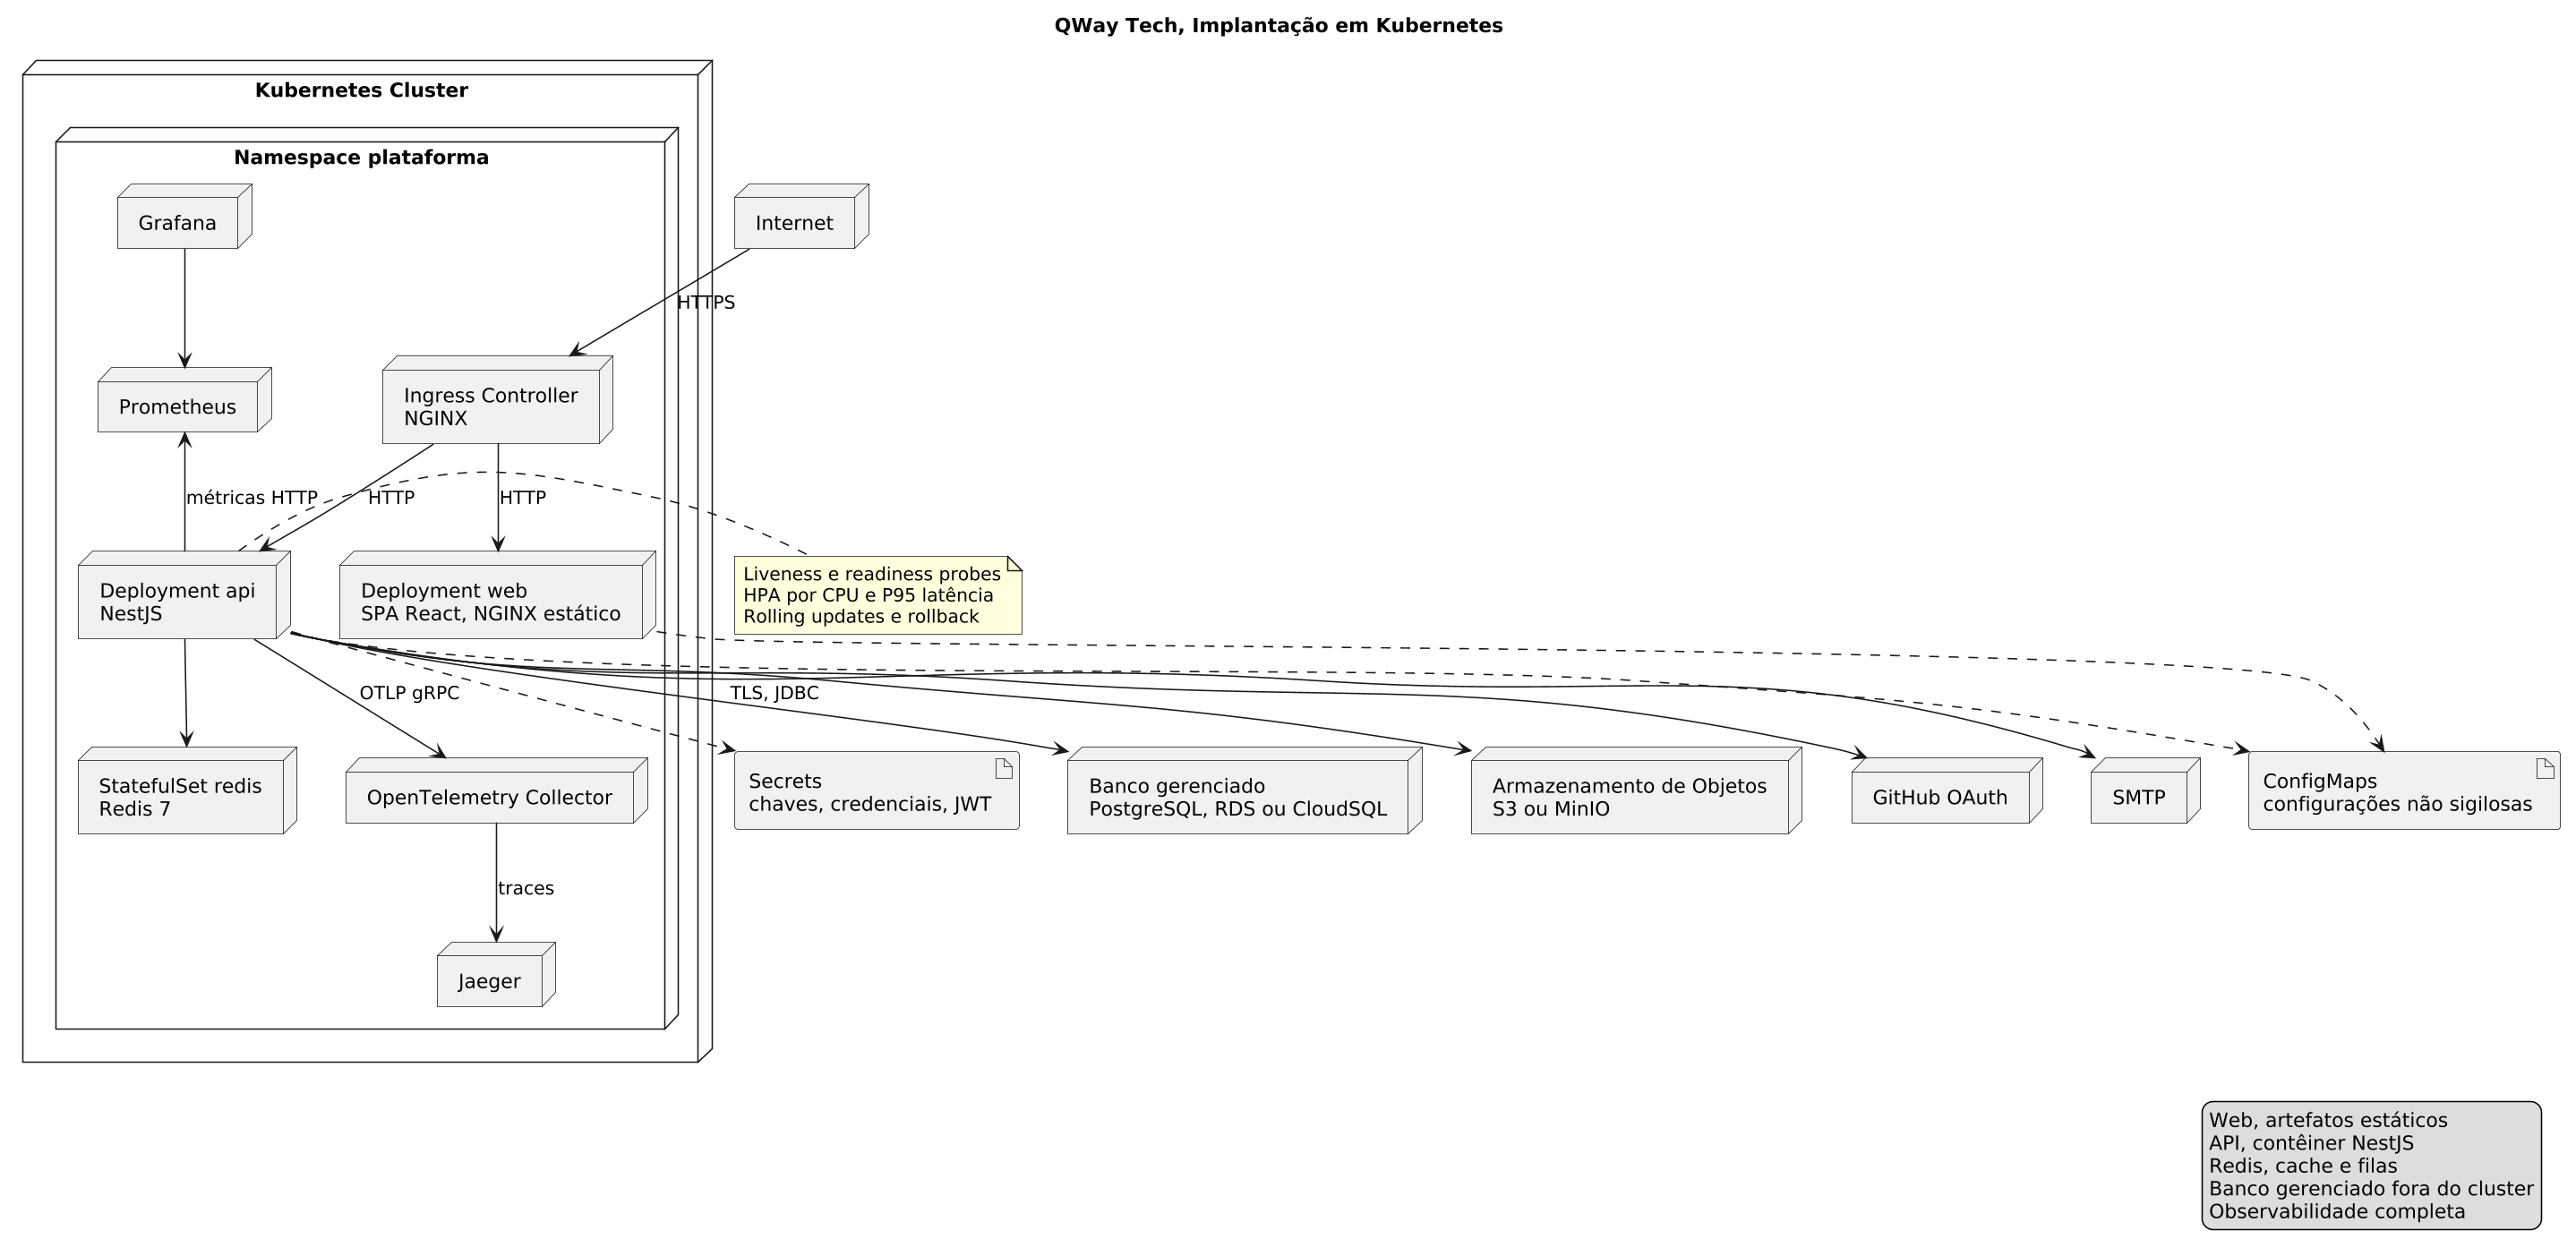 QWay Tech, Implantação em Kubernetes
Kubernetes Cluster
Namespace plataforma
Grafana
Internet
HTTPS
Prometheus
Ingress Controller
NGINX
métricas HTTP
HTTP
HTTP
Deployment api
NestJS
Deployment web
SPA React, NGINX estático
Liveness e readiness probes
HPA por CPU e P95 latência
Rolling updates e rollback
OTLP gRPC
TLS, JDBC
StatefulSet redis
Redis 7
OpenTelemetry Collector
Secrets
chaves, credenciais, JWT
Banco gerenciado
PostgreSQL, RDS ou CloudSQL
Armazenamento de Objetos
S3 ou MinIO
GitHub OAuth
SMTP
ConfigMaps
configurações não sigilosas
traces
Jaeger
Web, artefatos estáticos
API, contêiner NestJS
Redis, cache e filas
Banco gerenciado fora do cluster
Observabilidade completa